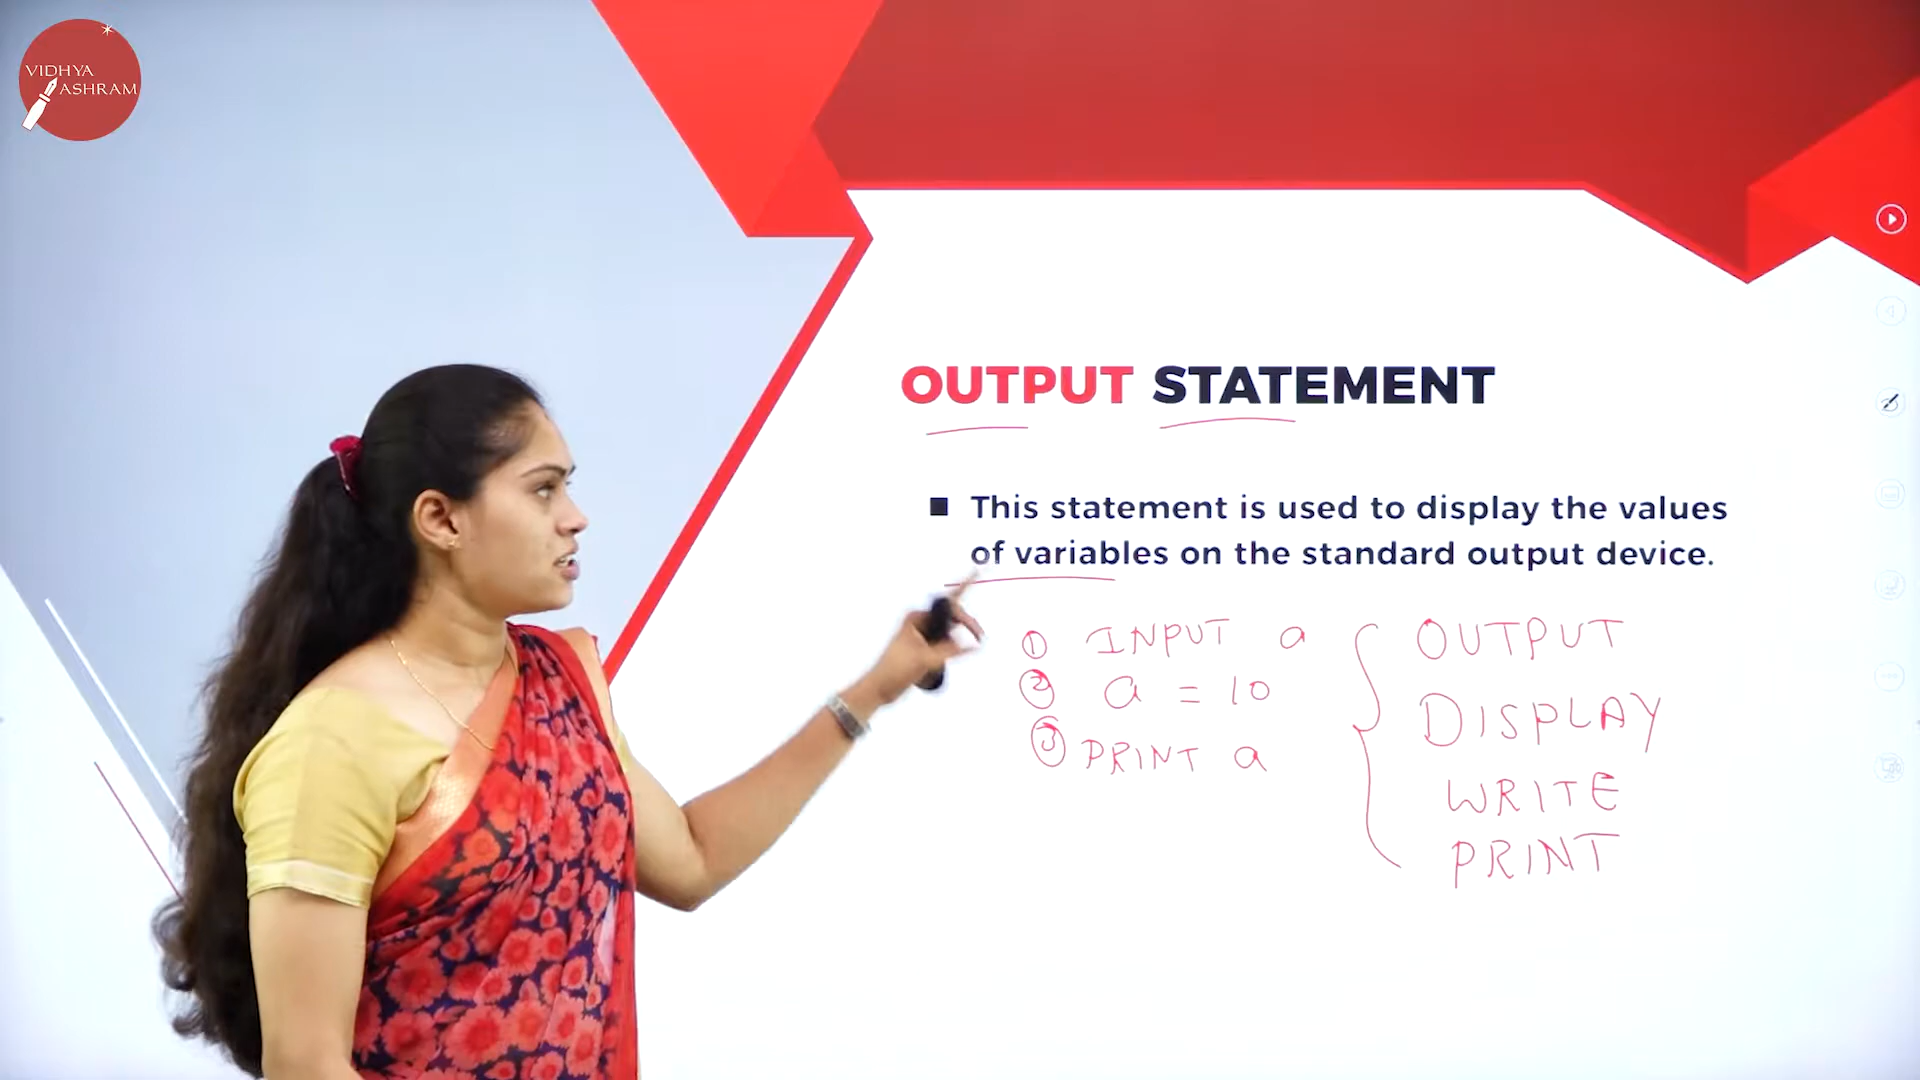 VIDHYA
ASHRAM
OUTPUT STATEMENT
■ This statement is used to display the values
of variables on the standard output device.
① INPUT a
② a = 10
③ PRINT a
OUTPUT
DISPLAY
WRITE
PRINT